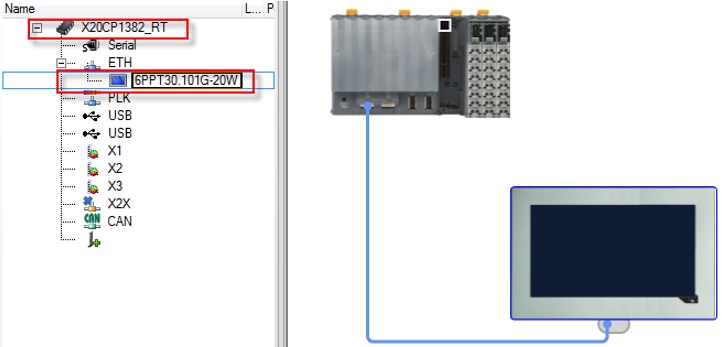 Name L... P
X20CP1382_RT
Serial
ETH
6PPT30.101G-20W
PLK
USB
USB
X1
X2
X3
X2X
CAN CAN